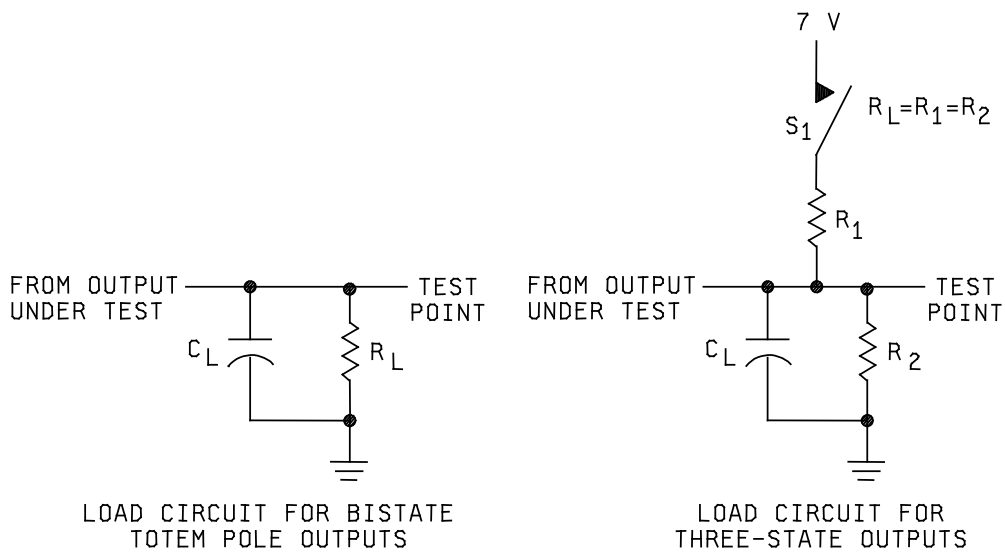 7 V
S1
RL=R1=R2
R1
FROM OUTPUT
UNDER TEST
TEST
POINT
CL
RL
LOAD CIRCUIT FOR BISTATE
TOTEM POLE OUTPUTS
FROM OUTPUT
UNDER TEST
TEST
POINT
CL
R2
LOAD CIRCUIT FOR
THREE-STATE OUTPUTS